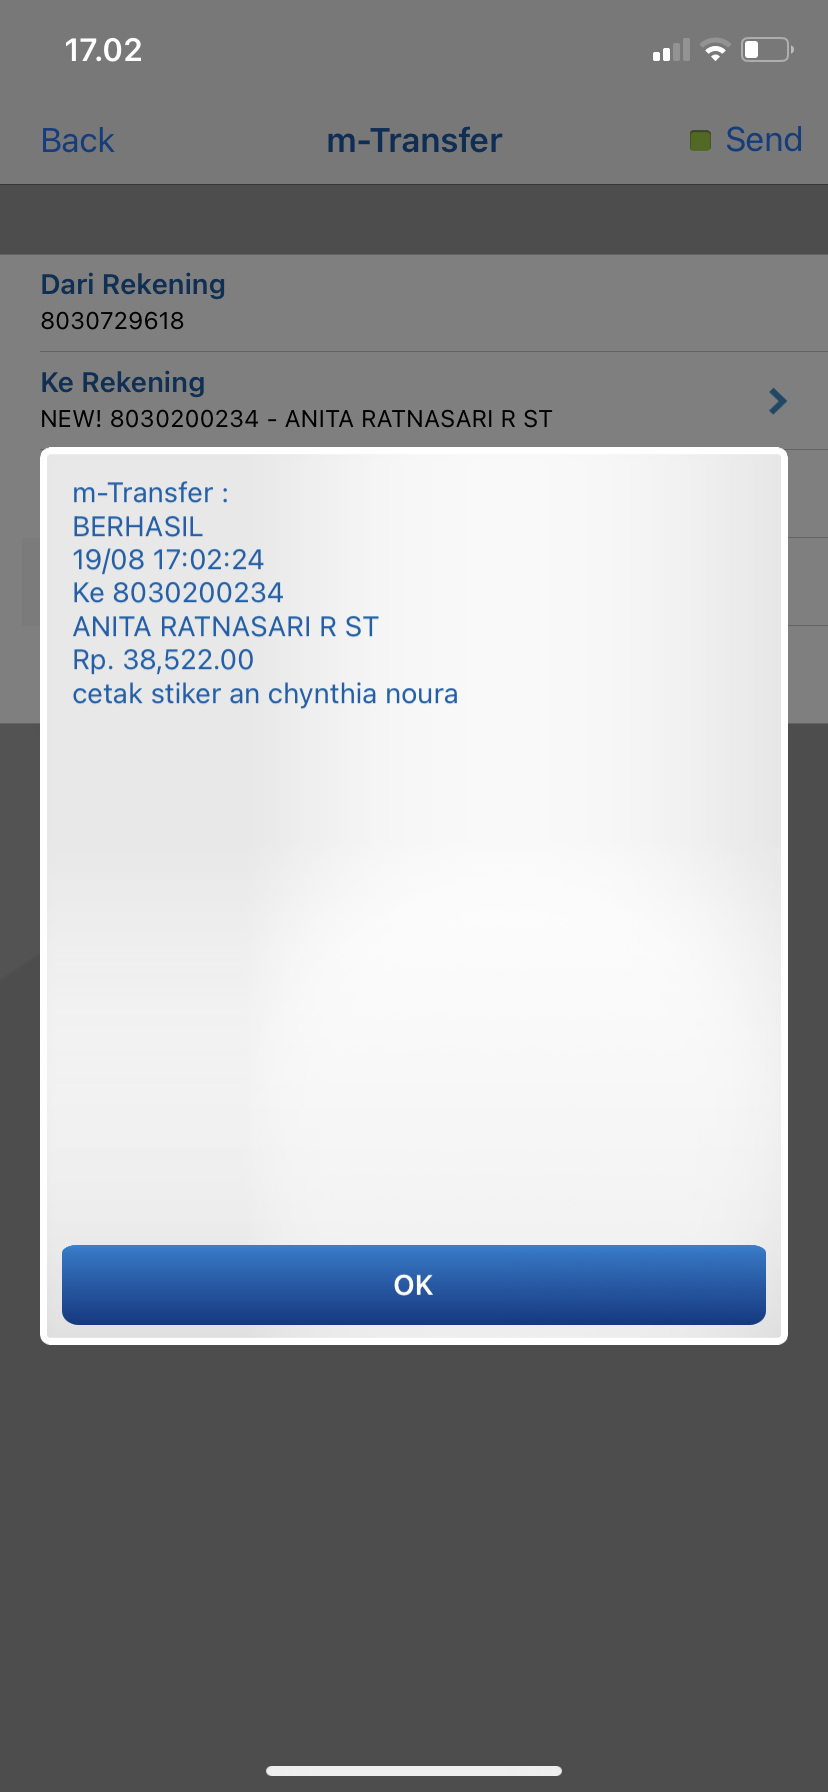 17.02
Back
m-Transfer
Send
Dari Rekening
8030729618
Ke Rekening
NEW! 8030200234 - ANITA RATNASARI R ST
m-Transfer :
BERHASIL
19/08 17:02:24
Ke 8030200234
ANITA RATNASARI R ST
Rp. 38,522.00
cetak stiker an chynthia noura
OK